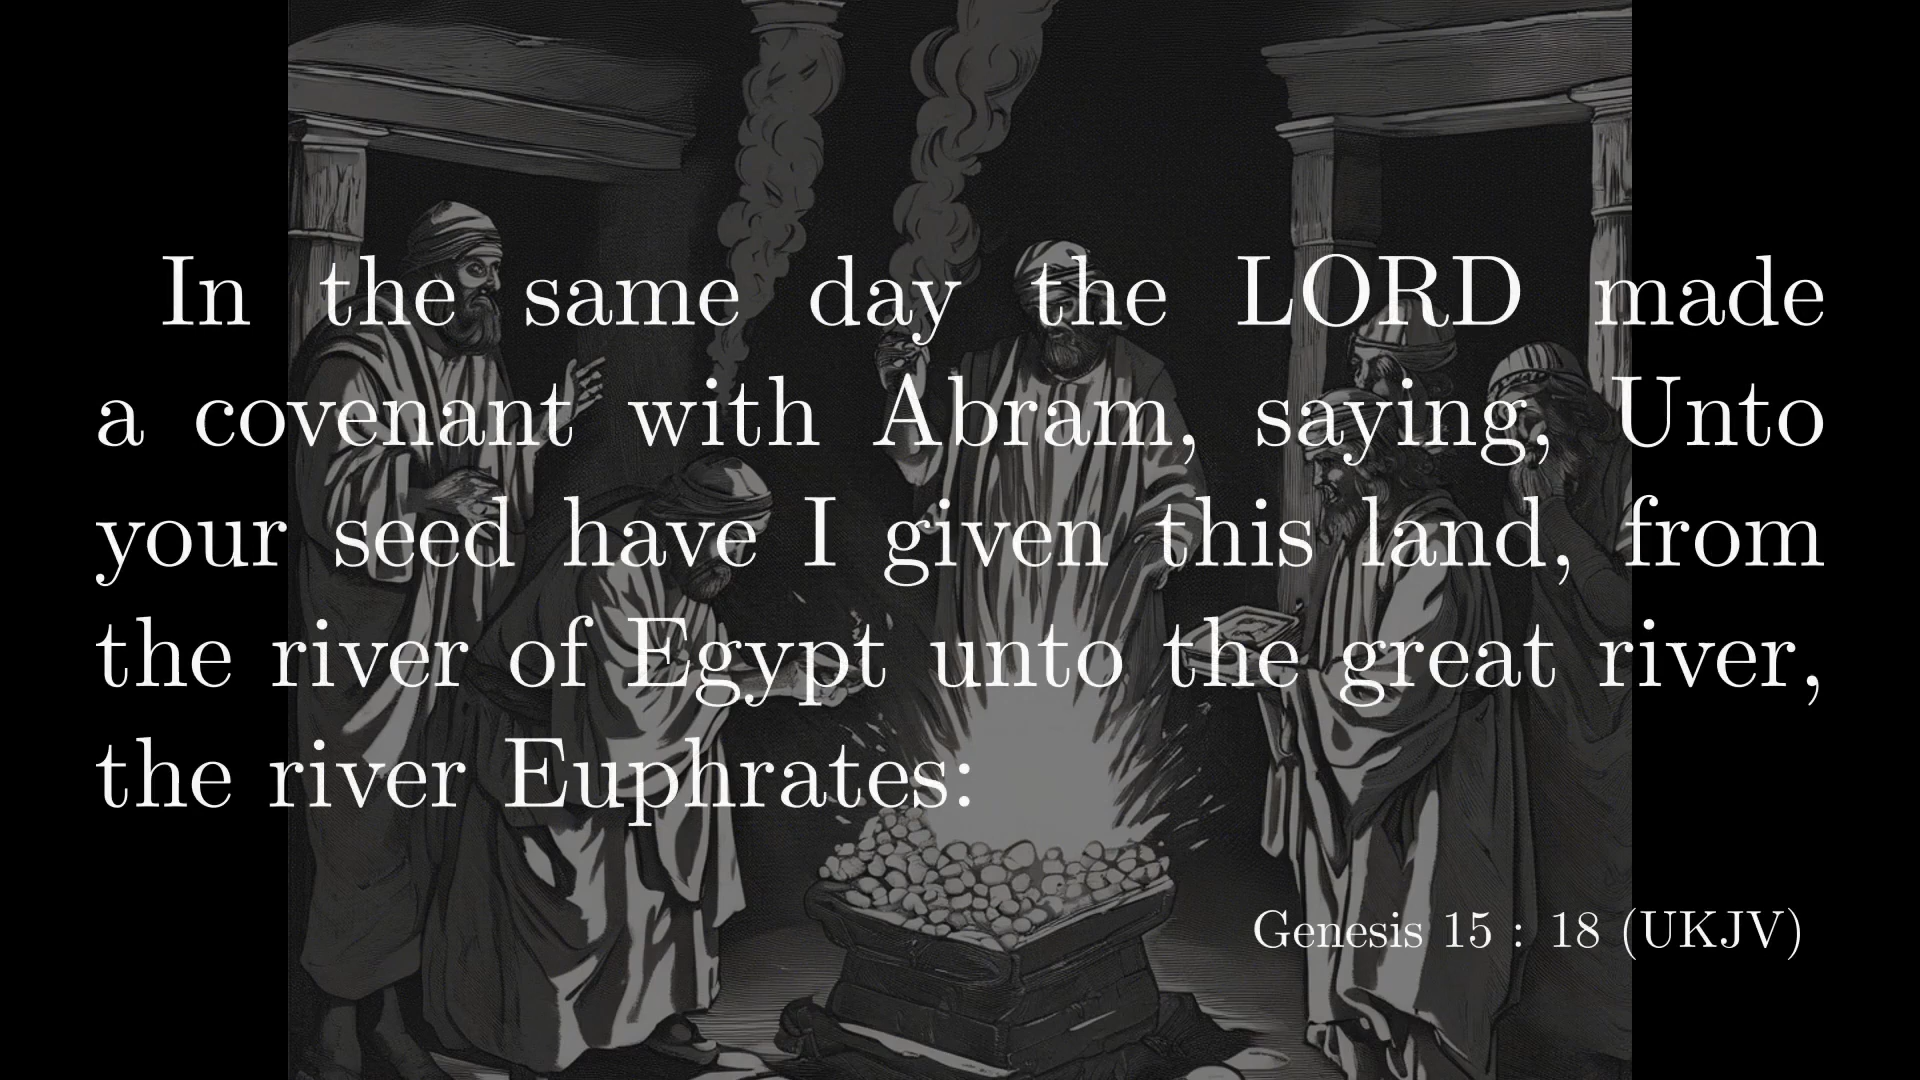 In the same day the LORD made
a covenant with Abram, saying, Unto
your seed have I given this land, from
the river of Egypt unto the great river,
the river Euphrates:
Genesis 15 : 18 (UKJV)